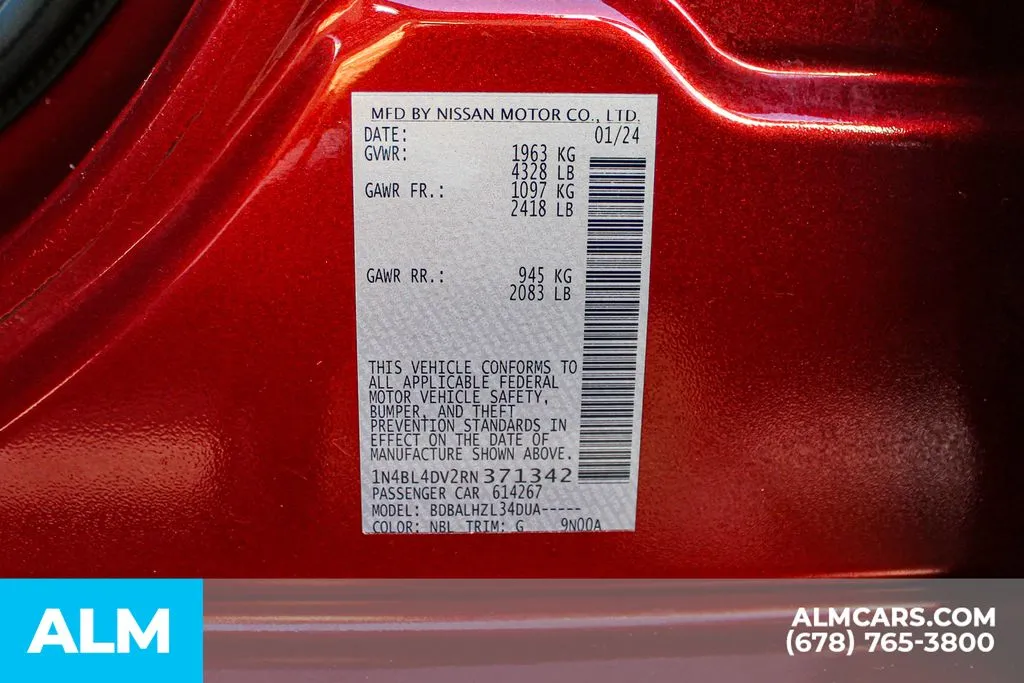 MFD BY NISSAN MOTOR CO., LTD.
DATE: 01/24
GVWR: 1963 KG
4328 LB
GAWR FR.: 1097 KG
2418 LB
GAWR RR.: 945 KG
2083 LB
THIS VEHICLE CONFORMS TO
ALL APPLICABLE FEDERAL
MOTOR VEHICLE SAFETY,
BUMPER, AND THEFT
PREVENTION STANDARDS IN
EFFECT ON THE DATE OF
MANUFACTURE SHOWN ABOVE.
1N4BL4DV2RN371342
PASSENGER CAR 614267
MODEL: BDBALHZL34DUA-----
COLOR: NBL TRIM: G 9N00A
ALM
ALMCARS.COM
(678) 765-3800